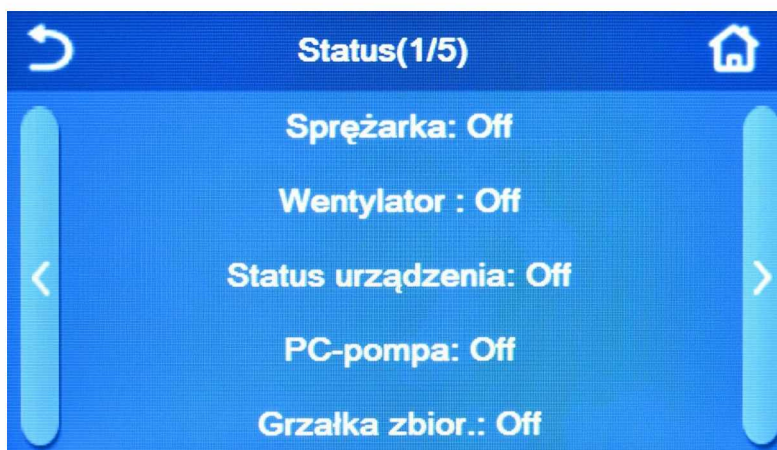 Status(1/5)
Sprężarka: Off
Wentylator : Off
Status urządzenia: Off
PC-pompa: Off
Grzałka zbior.: Off